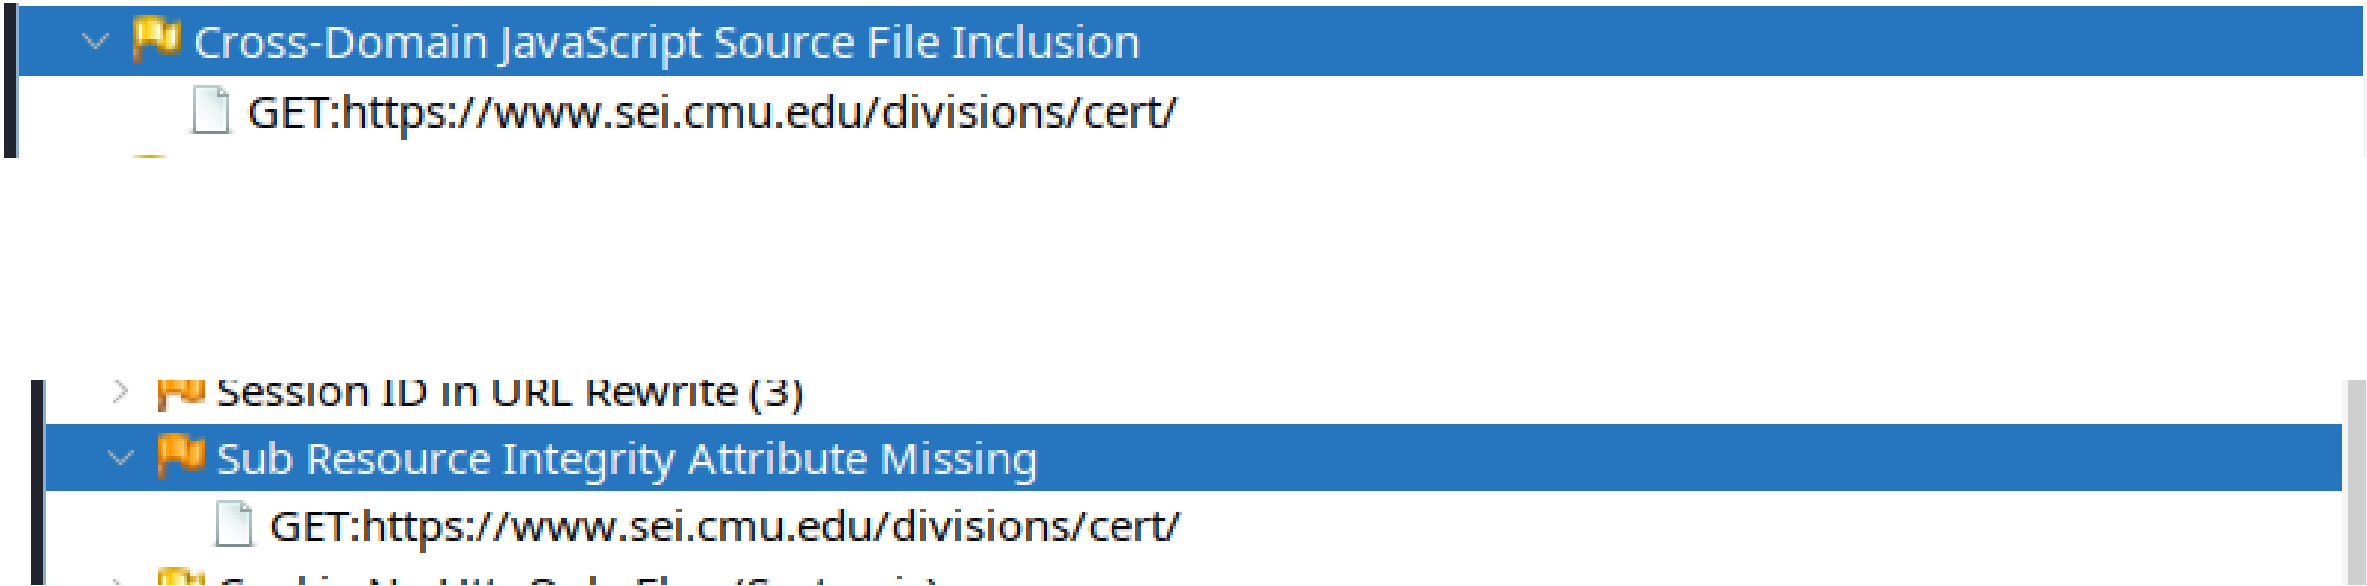 Cross-Domain JavaScript Source File Inclusion
GET:https://www.sei.cmu.edu/divisions/cert/
Session ID in URL Rewrite (3)
Sub Resource Integrity Attribute Missing
GET:https://www.sei.cmu.edu/divisions/cert/